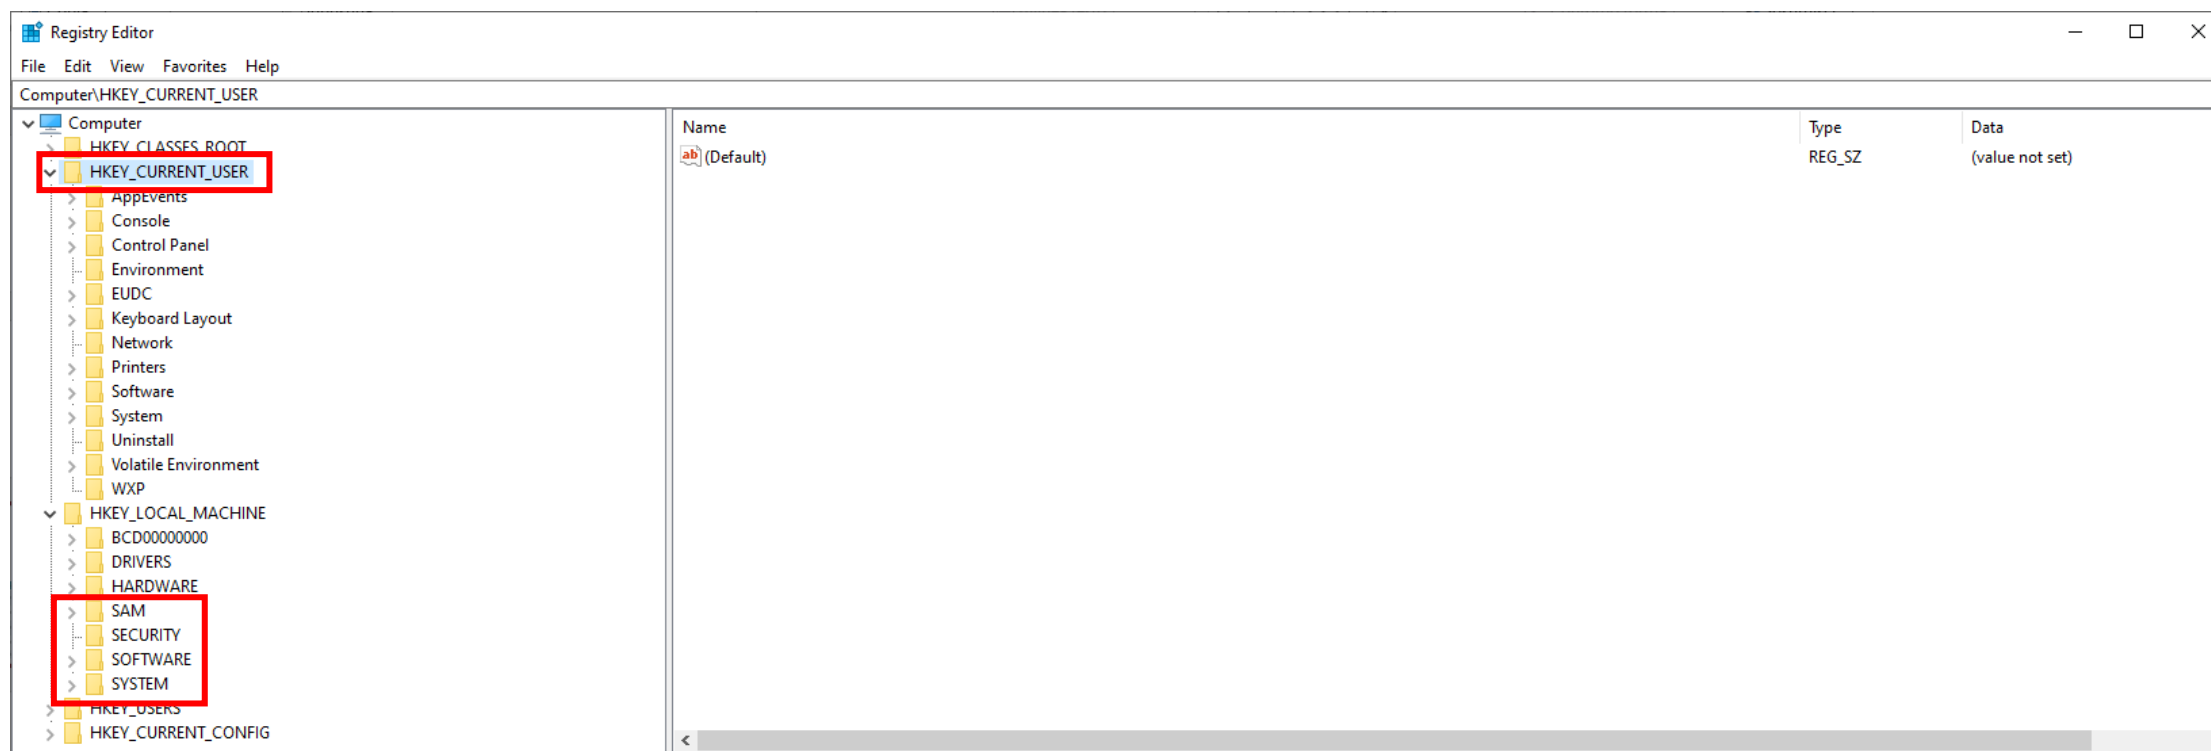 Registry Editor
File Edit View Favorites Help
Computer\HKEY_CURRENT_USER
Computer
HKEY_CLASSES_ROOT
HKEY_CURRENT_USER
AppEvents
Console
Control Panel
Environment
EUDC
Keyboard Layout
Network
Printers
Software
System
Uninstall
Volatile Environment
WXP
HKEY_LOCAL_MACHINE
BCD00000000
DRIVERS
HARDWARE
SAM
SECURITY
SOFTWARE
SYSTEM
HKEY_USERS
HKEY_CURRENT_CONFIG
Name Type Data
ab (Default) REG_SZ (value not set)